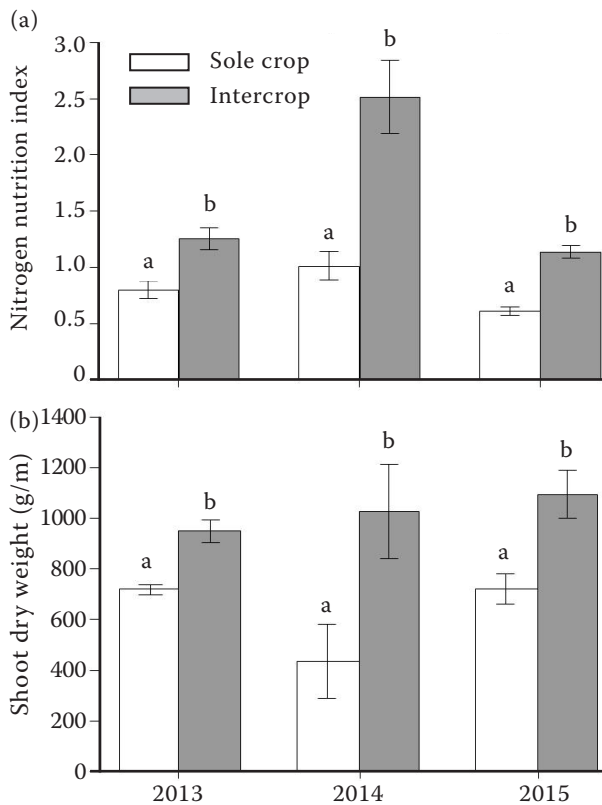 (a)
Nitrogen nutrition index
3.0
2.5
2.0
1.5
1.0
0.5
0
Sole crop
Intercrop
a
b
a
b
a
b
(b)
Shoot dry weight (g/m)
1400
1200
1000
800
600
400
200
0
a
b
a
b
a
b
2013
2014
2015